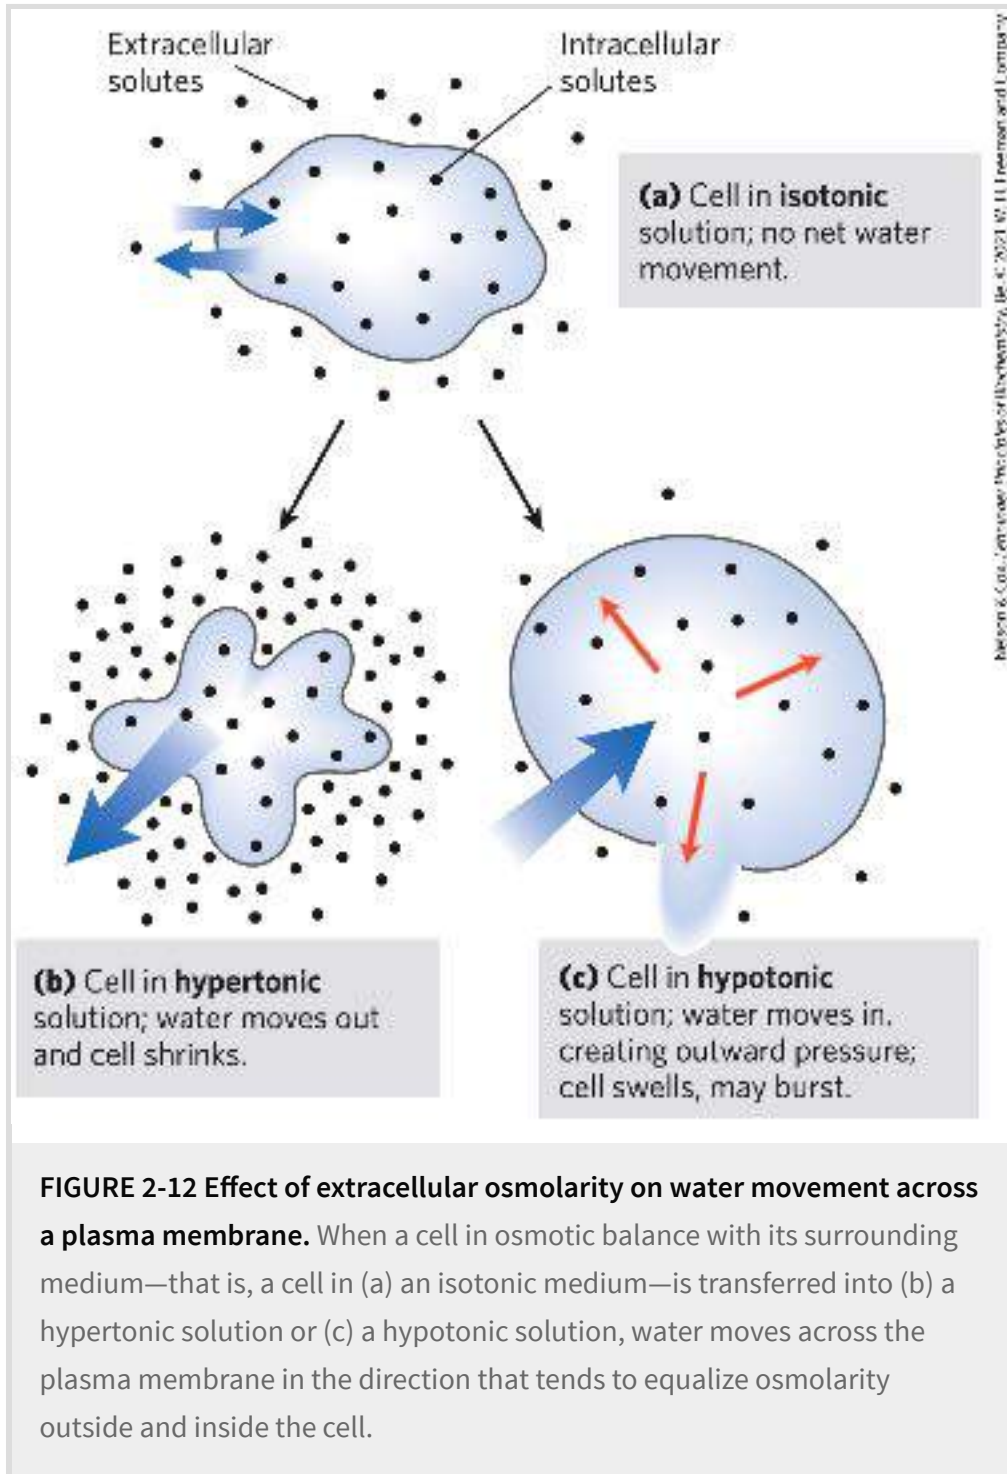 Extracellular
solutes
Intracellular
solutes
(a) Cell in isotonic
solution; no net water
movement.
(b) Cell in hypertonic
solution; water moves out
and cell shrinks.
(c) Cell in hypotonic
solution; water moves in.
creating outward pressure;
cell swells, may burst.
FIGURE 2-12 Effect of extracellular osmolarity on water movement across
a plasma membrane. When a cell in osmotic balance with its surrounding
medium—that is, a cell in (a) an isotonic medium—is transferred into (b) a
hypertonic solution or (c) a hypotonic solution, water moves across the
plasma membrane in the direction that tends to equalize osmolarity
outside and inside the cell.